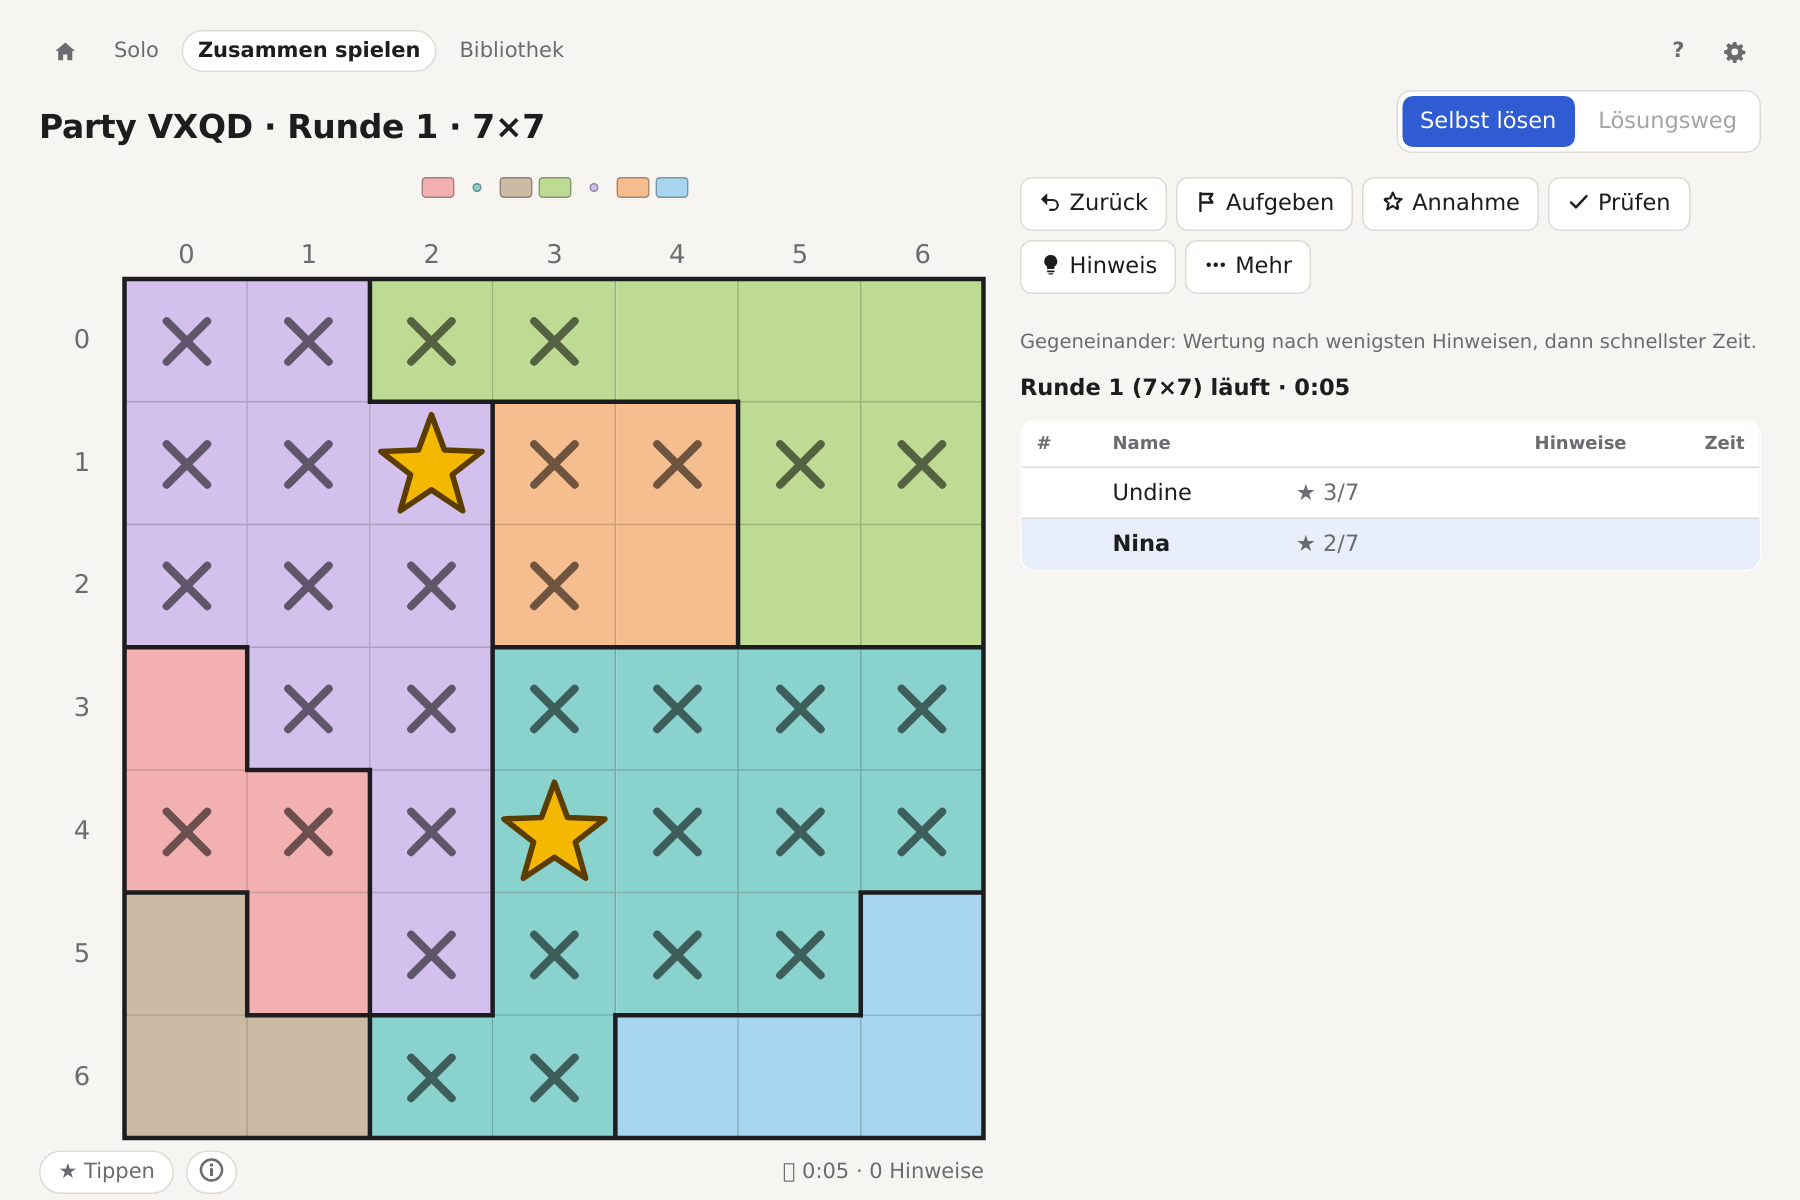 Solo Zusammen spielen Bibliothek ?
Party VXQD · Runde 1 · 7×7
Selbst lösen Lösungsweg
Zurück Aufgeben Annahme Prüfen
Hinweis Mehr
0 1 2 3 4 5 6
0
1
2
3
4
5
6
Gegeneinander: Wertung nach wenigsten Hinweisen, dann schnellster Zeit.
Runde 1 (7×7) läuft · 0:05
# Name Hinweise Zeit
Undine ★ 3/7
Nina ★ 2/7
★ Tippen
0:05 · 0 Hinweise